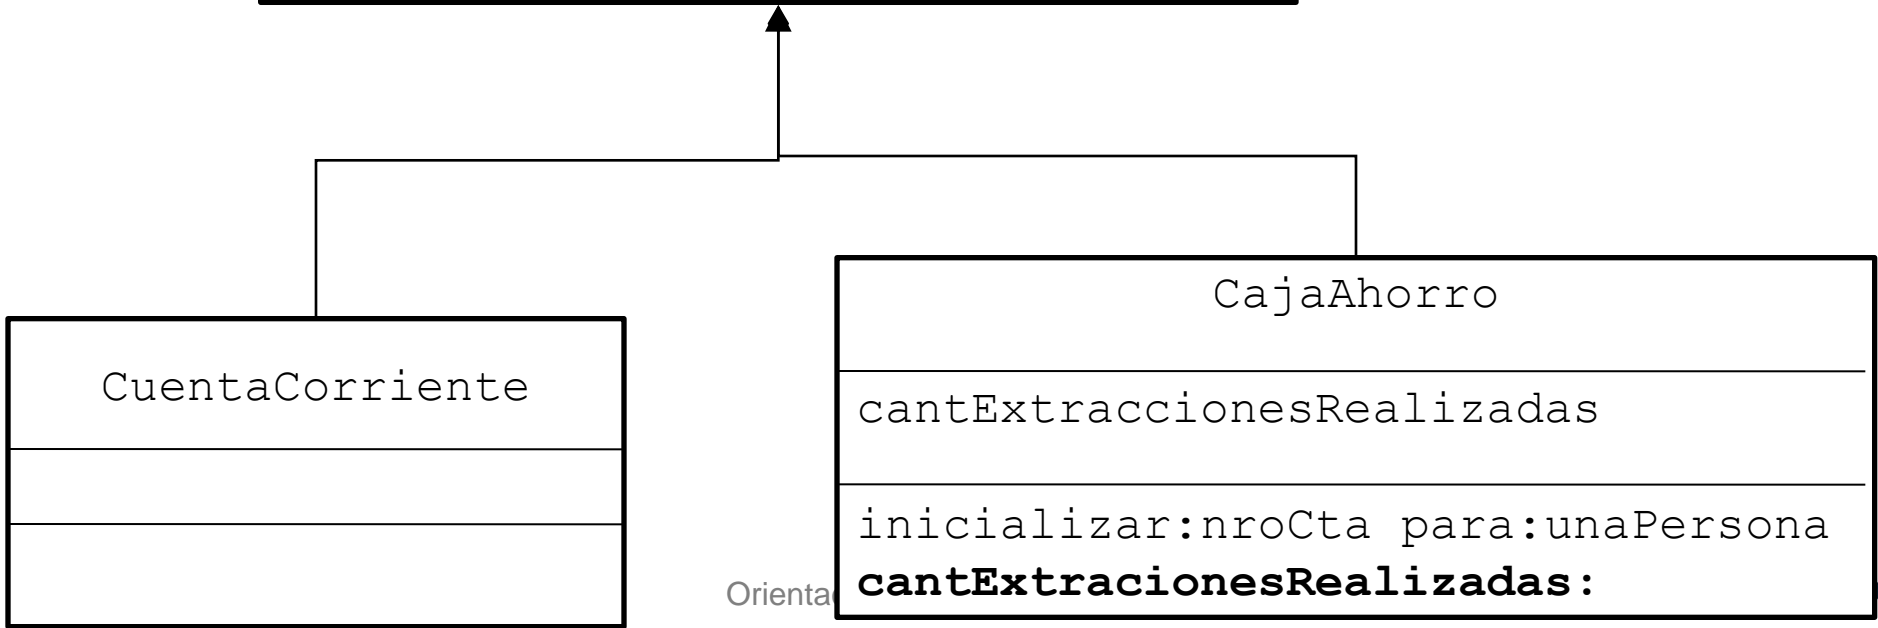 CuentaCorriente
CajaAhorro
cantExtraccionesRealizadas
inicializar:nroCta para:unaPersona
cantExtracionesRealizadas: